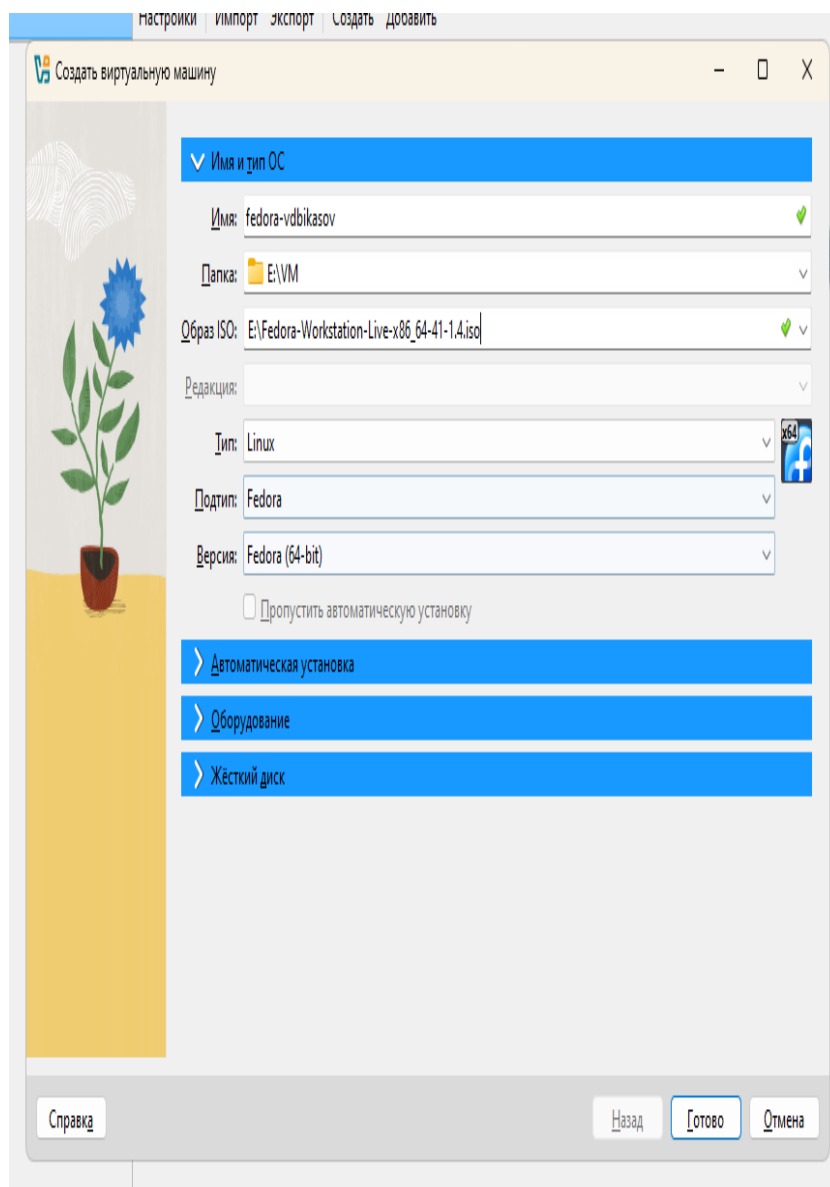 Настройки Импорт Экспорт Создать Добавить
Создать виртуальную машину
Имя и тип ОС
Имя: fedora-vdbikasov
Папка: E:\VM
Образ ISO: E:\Fedora-Workstation-Live-x86_64-41-1.4.iso
Редакция:
Тип: Linux
x64
Подтип: Fedora
Версия: Fedora (64-bit)
Пропустить автоматическую установку
Автоматическая установка
Оборудование
Жёсткий диск
Справка Назад Готово Отмена